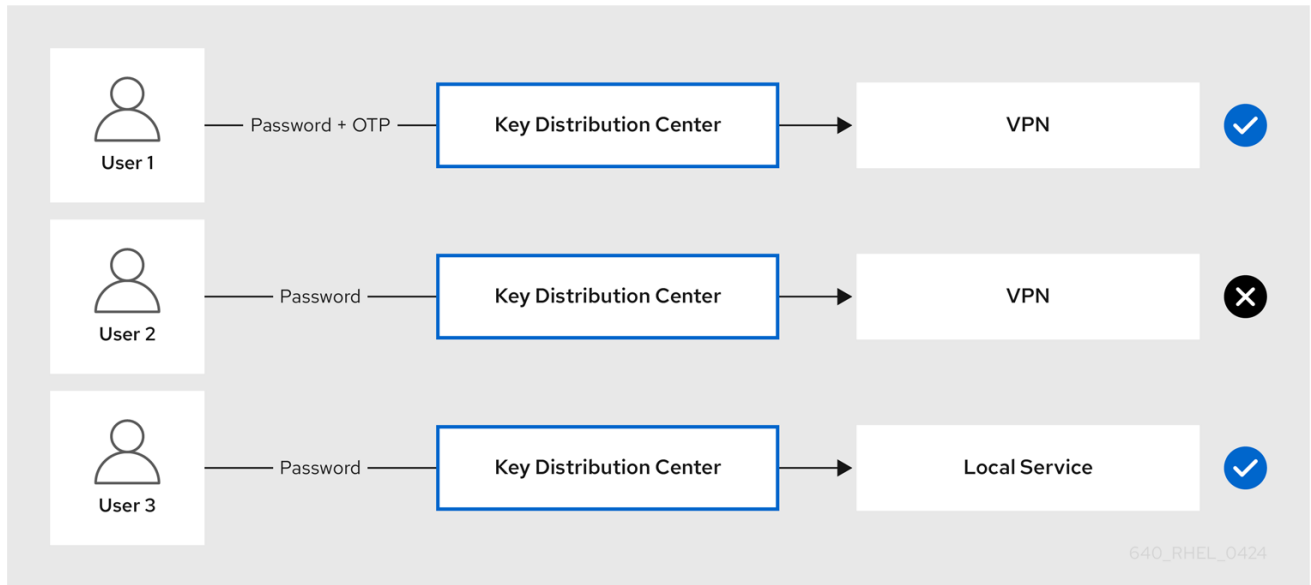 User 1
Password + OTP
Key Distribution Center
VPN
User 2
Password
Key Distribution Center
VPN
User 3
Password
Key Distribution Center
Local Service
640_RHEL_0424